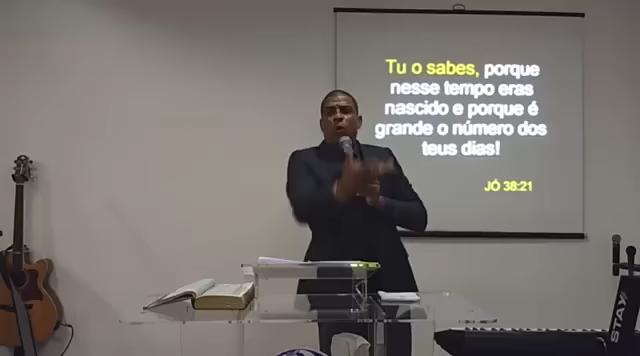 Tu o sabes, porque
nesse tempo eras
nascido e porque é
grande o número dos
teus dias!
JÓ 38:21
STAY